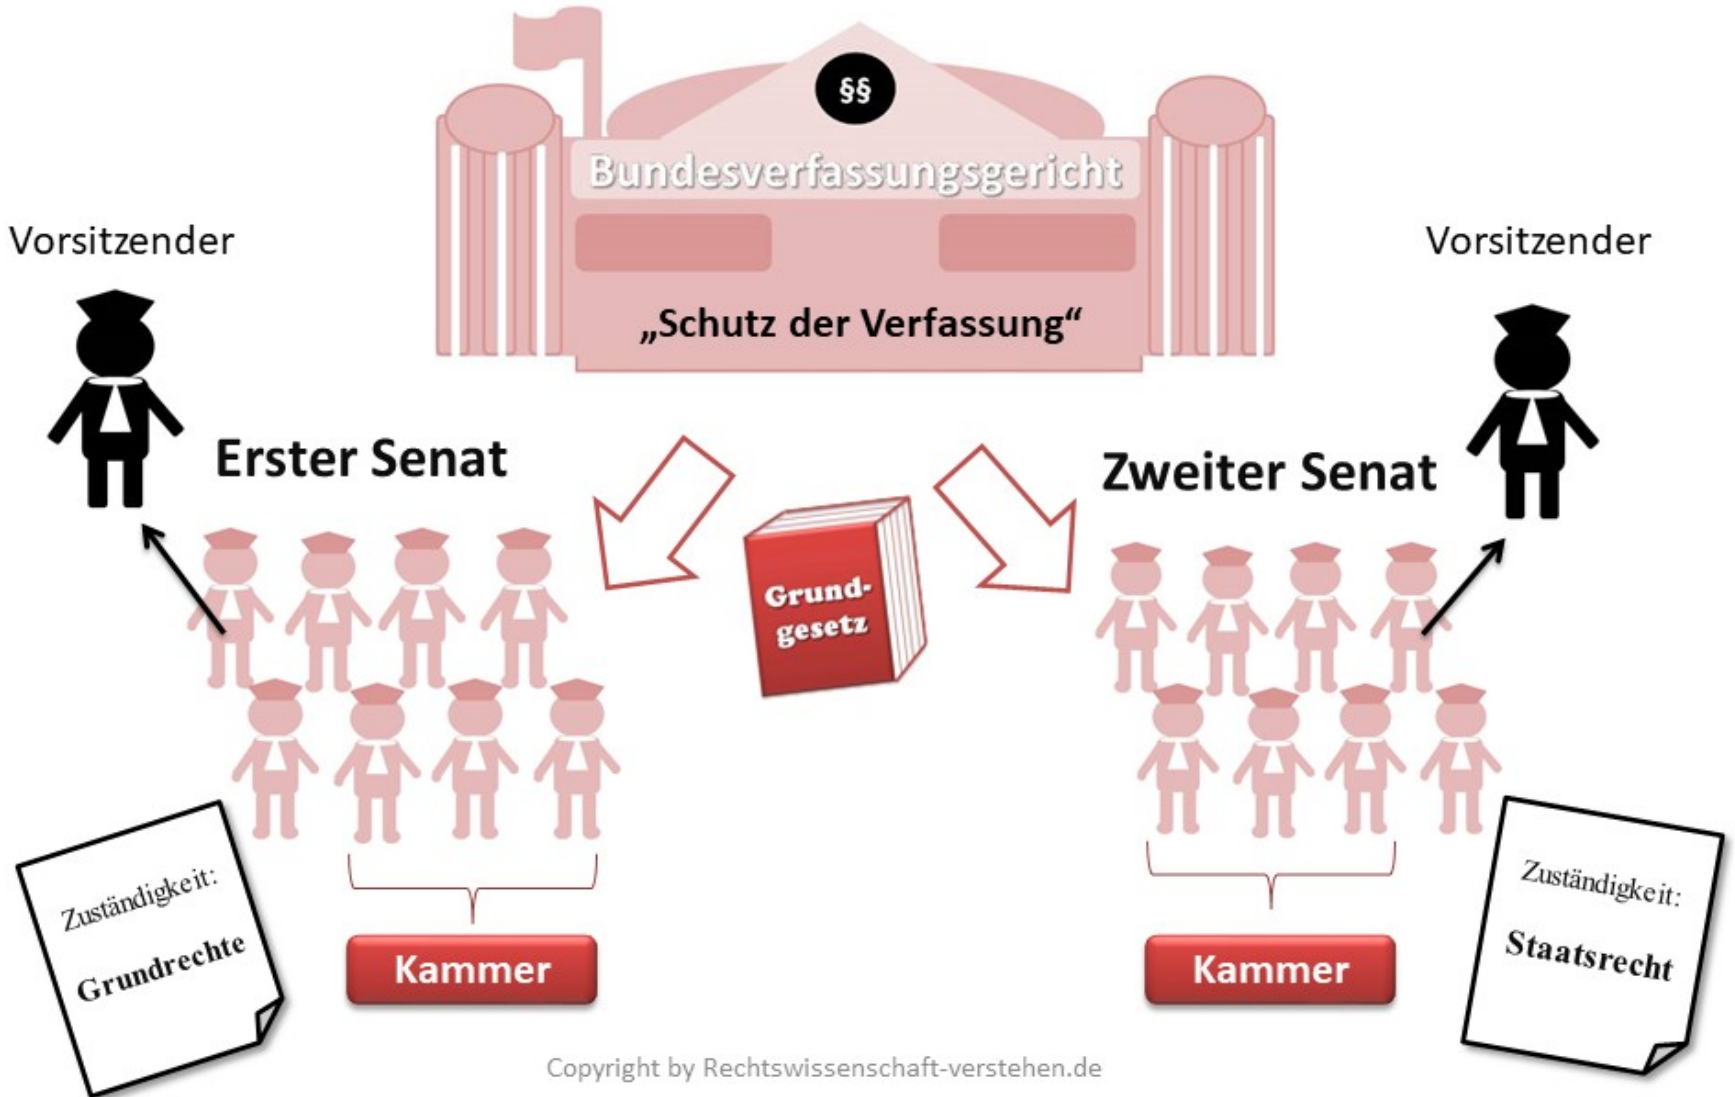 §§
Bundesverfassungsgericht
„Schutz der Verfassung“
Vorsitzender
Vorsitzender
Erster Senat
Zweiter Senat
Grund-
gesetz
Zuständigkeit:
Grundrechte
Kammer
Kammer
Zuständigkeit:
Staatsrecht
Copyright by Rechtswissenschaft-verstehen.de